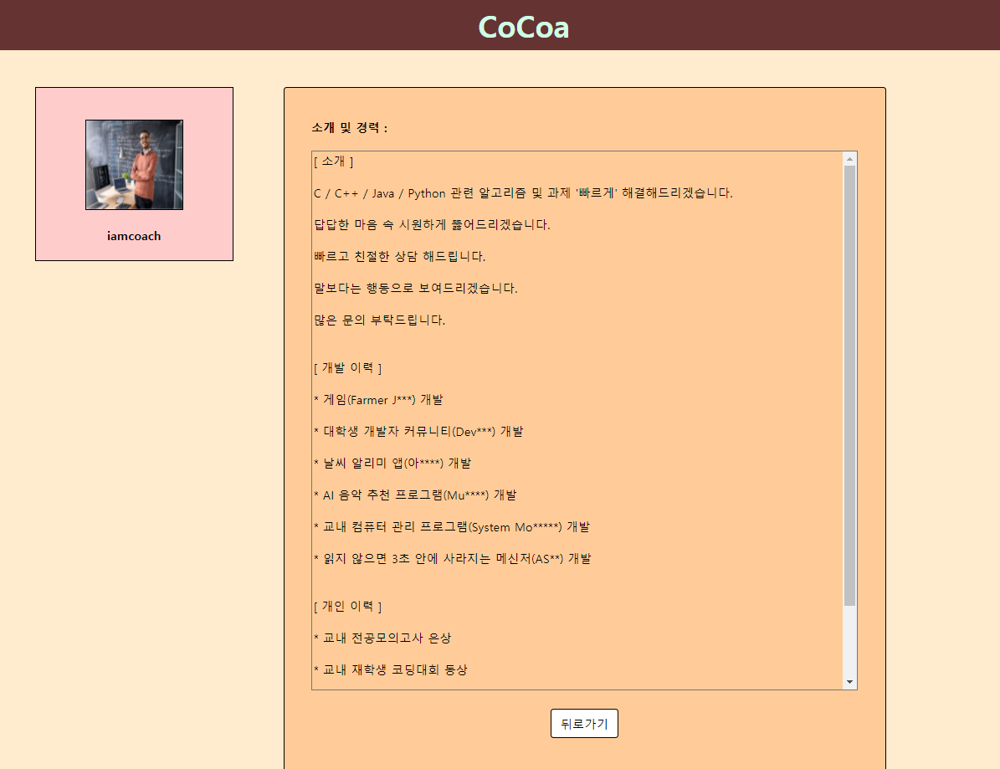 CoCoa
iamcoach
소개 및 경력 :
[ 소개 ]
C / C++ / Java / Python 관련 알고리즘 및 과제 '빠르게' 해결해드리겠습니다.
답답한 마음 속 시원하게 뚫어드리겠습니다.
빠르고 친절한 상담 해드립니다.
말보다는 행동으로 보여드리겠습니다.
많은 문의 부탁드립니다.
[ 개발 이력 ]
* 게임(Farmer J***) 개발
* 대학생 개발자 커뮤니티(Dev***) 개발
* 날씨 알리미 앱(아****) 개발
* AI 음악 추천 프로그램(Mu****) 개발
* 교내 컴퓨터 관리 프로그램(System Mo*****) 개발
* 읽지 않으면 3초 안에 사라지는 메신저(AS**) 개발
[ 개인 이력 ]
* 교내 전공모의고사 은상
* 교내 재학생 코딩대회 동상
뒤로가기